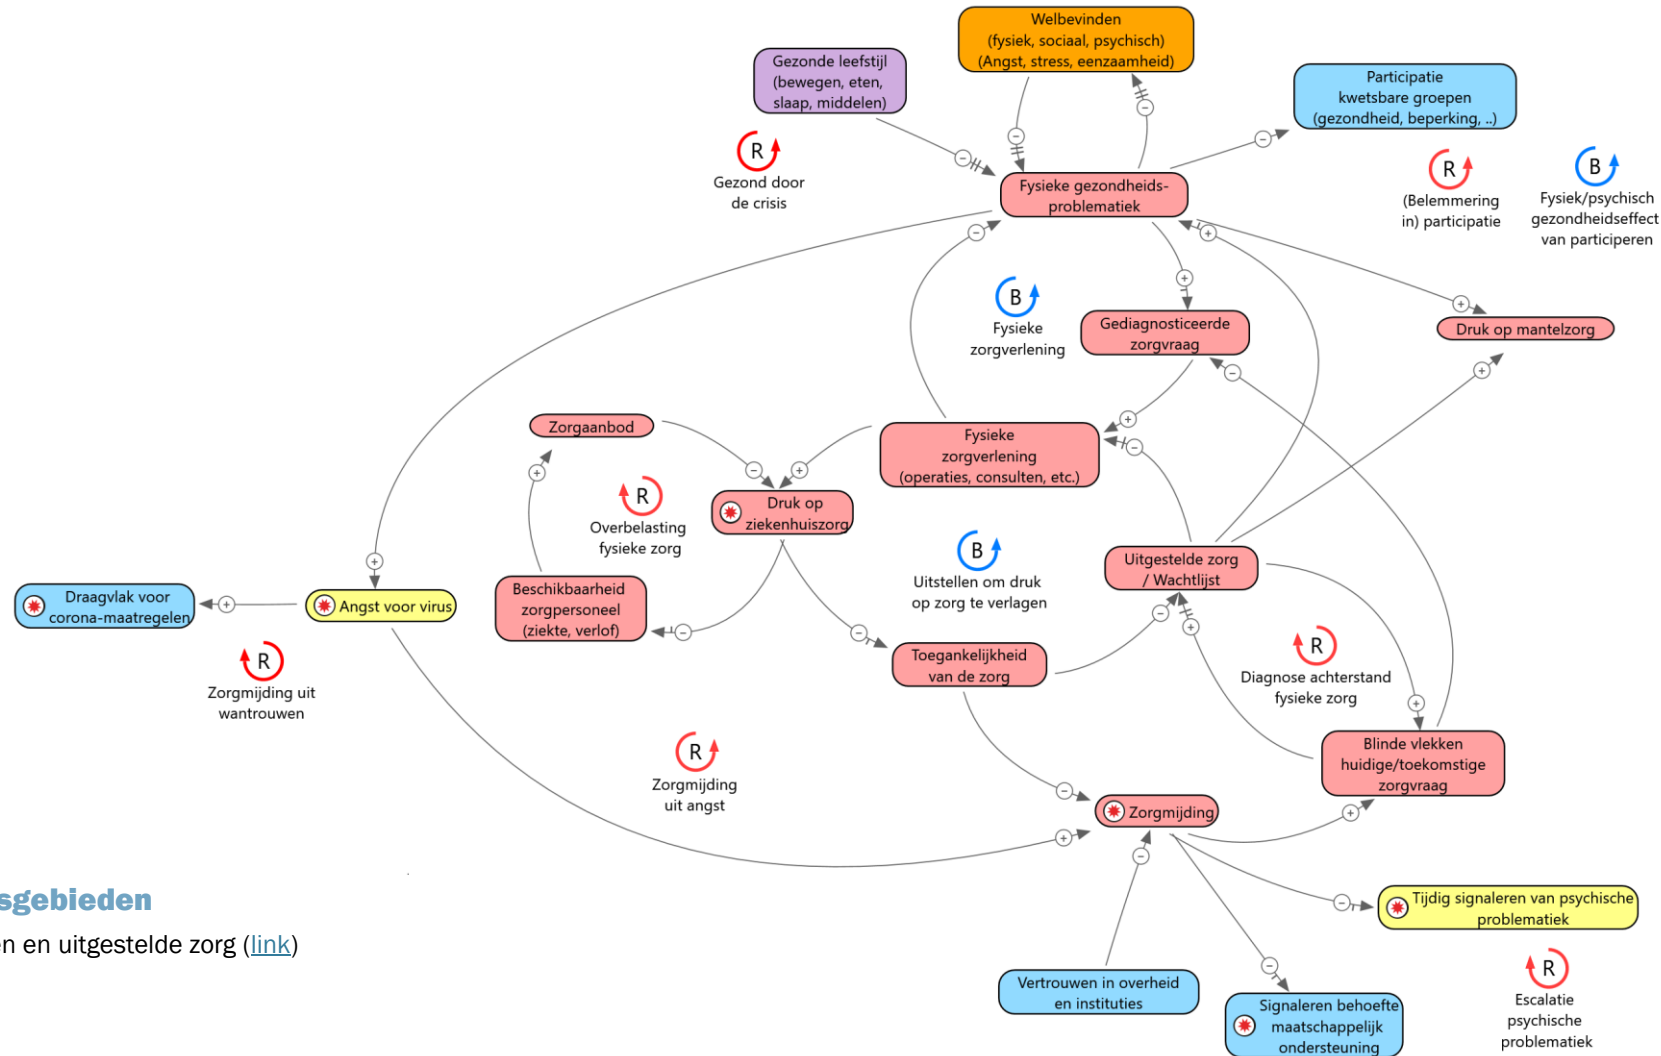 Welbevinden
(fysiek, sociaal, psychisch)
(Angst, stress, eenzaamheid)
Gezonde leefstijl
(bewegen, eten,
slaap, middelen)
Participatie
kwetsbare groepen
(gezondheid, beperking, ..)
R
Gezond door
de crisis
Fysieke gezondheids-
problematiek
R
(Belemmering
in) participatie
B
Fysiek/psychisch
gezondheidseffect
van participeren
B
Fysieke
zorgverlening
Gediagnosticeerde
zorgvraag
Druk op mantelzorg
Zorgaanbod
Fysieke
zorgverlening
(operaties, consulten, etc.)
R
Overbelasting
fysieke zorg
Druk op
ziekenhuiszorg
B
Uitstellen om druk
op zorg te verlagen
Uitgestelde zorg
/ Wachtlijst
Draagvlak voor
corona-maatregelen
Angst voor virus
Beschikbaarheid
zorgpersoneel
(ziekte, verlof)
R
Zorgmijding uit
wantrouwen
Toegankelijkheid
van de zorg
R
Diagnose achterstand
fysieke zorg
R
Zorgmijding
uit angst
Blinde vlekken
huidige/toekomstige
zorgvraag
Zorgmijding
sgebieden
en en uitgestelde zorg (link)
Tijdig signaleren van psychische
problematiek
Vertrouwen in overheid
en instituties
Signaleren behoefte
maatschappelijk
ondersteuning
R
Escalatie
psychische
problematiek